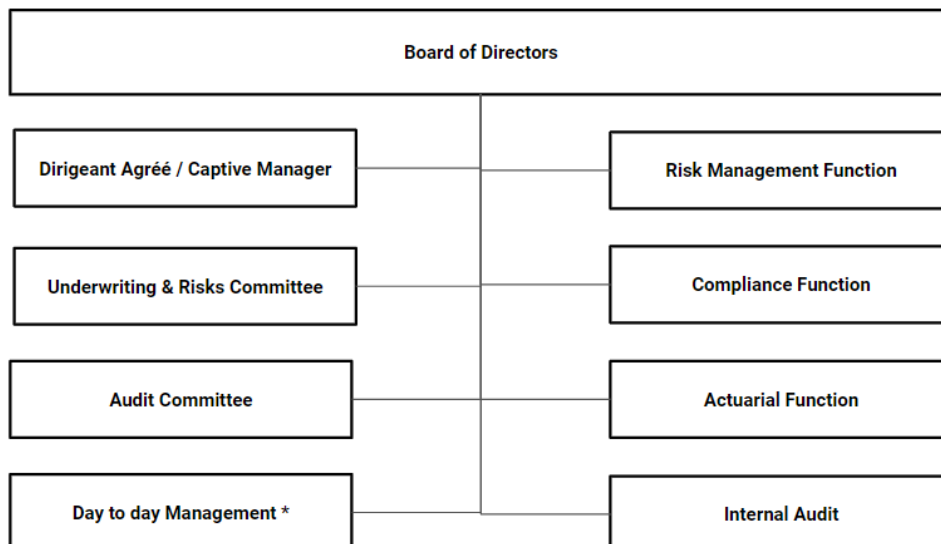 Board of Directors
Dirigeant Agréé / Captive Manager
Risk Management Function
Underwriting & Risks Committee
Compliance Function
Audit Committee
Actuarial Function
Day to day Management *
Internal Audit